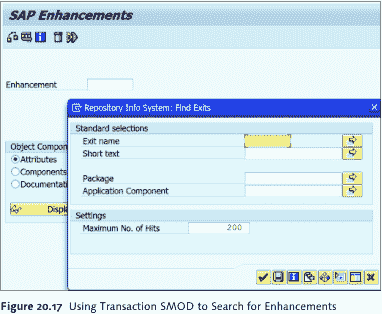 SAP Enhancements
Enhancement
Repository Info System: Find Exits
Standard selections
Exit name
Short text
Package
Application Component
Settings
Maximum No. of Hits 200
Object Compon
Attributes
Components
Documentati
Displ
Figure 20.17 Using Transaction SMOD to Search for Enhancements